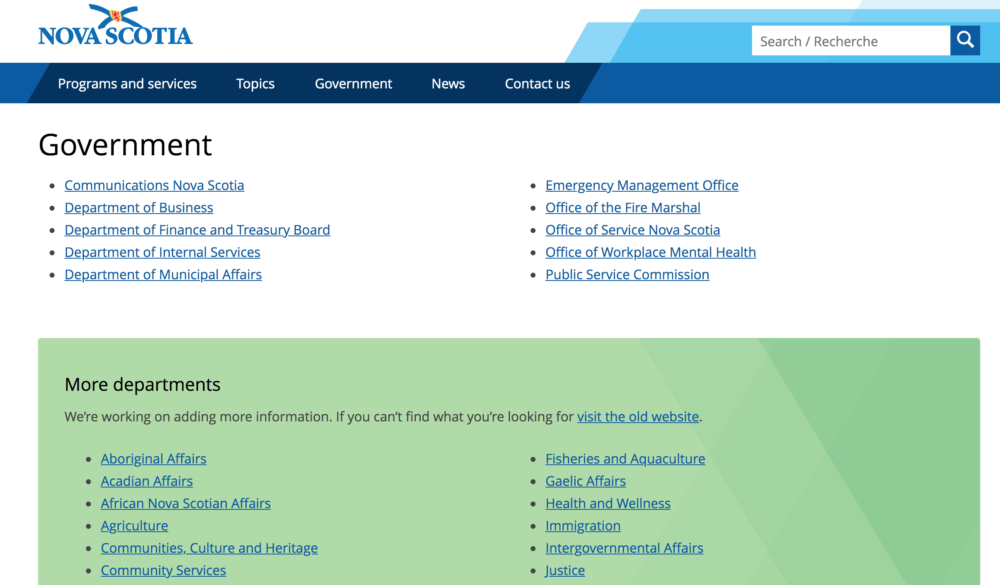 NOVA SCOTIA
Search / Recherche
Programs and services
Topics
Government
News
Contact us
Government
Communications Nova Scotia
Department of Business
Department of Finance and Treasury Board
Department of Internal Services
Department of Municipal Affairs
Emergency Management Office
Office of the Fire Marshal
Office of Service Nova Scotia
Office of Workplace Mental Health
Public Service Commission
More departments
We’re working on adding more information. If you can’t find what you’re looking for visit the old website.
Aboriginal Affairs
Acadian Affairs
African Nova Scotian Affairs
Agriculture
Communities, Culture and Heritage
Community Services
Fisheries and Aquaculture
Gaelic Affairs
Health and Wellness
Immigration
Intergovernmental Affairs
Justice